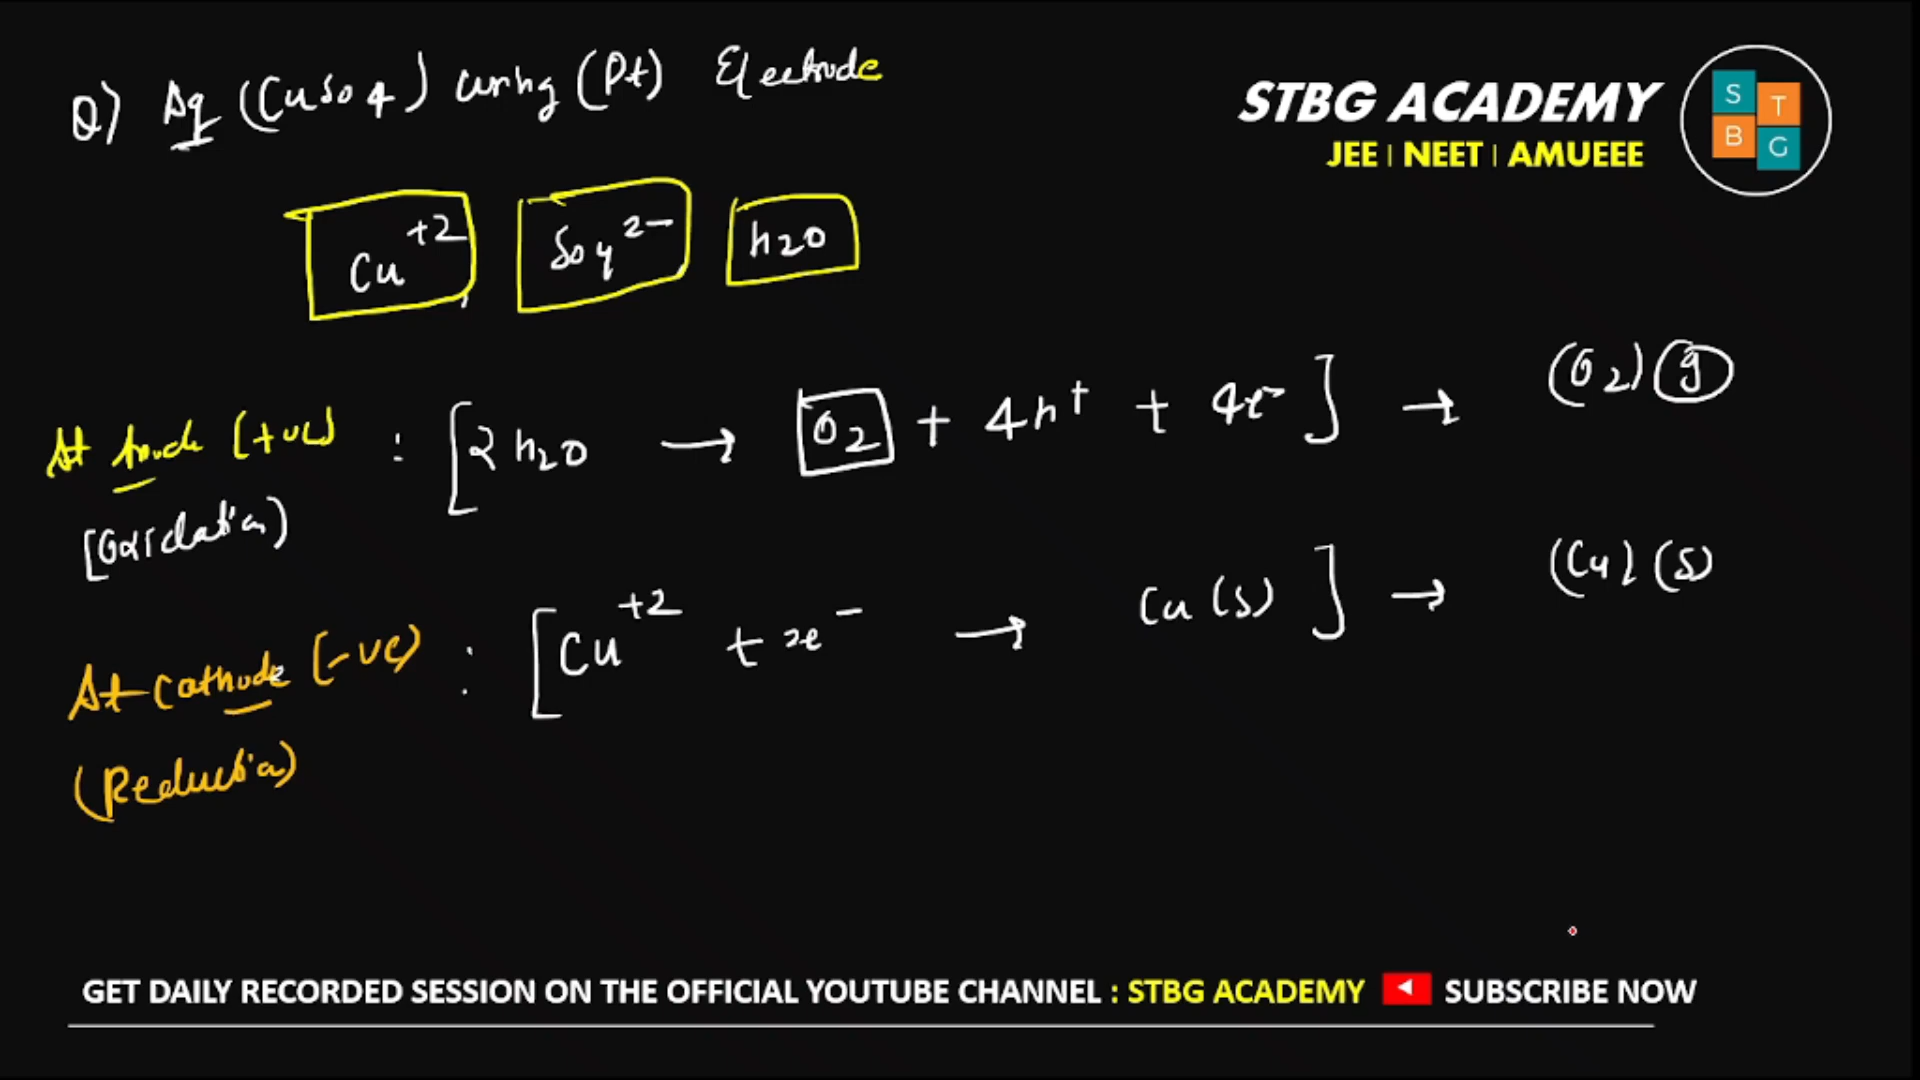 Q) Aq (CuSo4) using (Pt) Electrode
STBG ACADEMY
JEE | NEET | AMUEEE
S T B G
Cu+2 So4 2- h2o
At Anode (+ve) : [2 h2o → O2 + 4h+ + 4e-] → (O2) (g)
[Oxidation)
At cathode (-ve) : [Cu+2 + 2e- → Cu (s)] → (Cu) (s)
(Reduction)
GET DAILY RECORDED SESSION ON THE OFFICIAL YOUTUBE CHANNEL : STBG ACADEMY SUBSCRIBE NOW